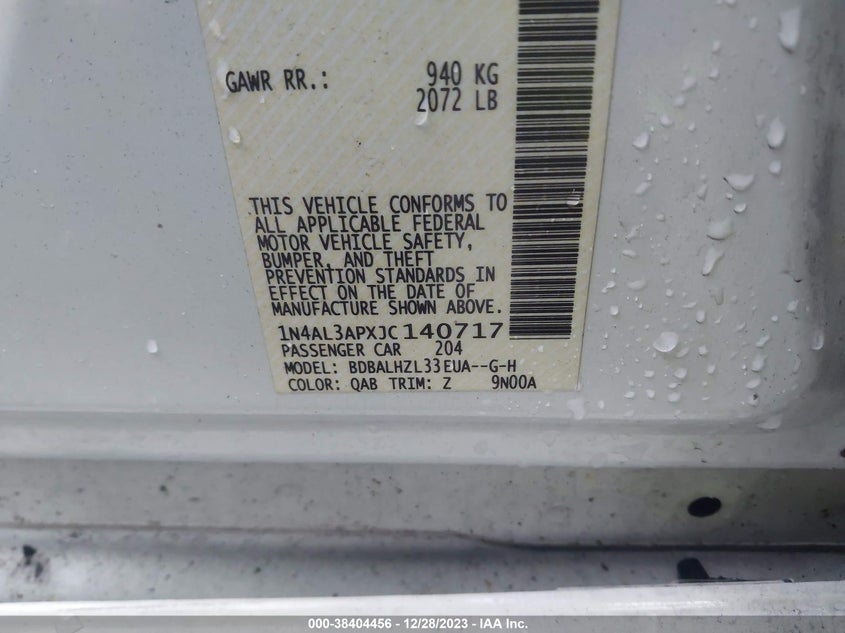 GAWR RR.: 940 KG
2072 LB
THIS VEHICLE CONFORMS TO
ALL APPLICABLE FEDERAL
MOTOR VEHICLE SAFETY,
BUMPER, AND THEFT
PREVENTION STANDARDS IN
EFFECT ON THE DATE OF
MANUFACTURE SHOWN ABOVE.
1N4AL3APXJC140717
PASSENGER CAR 204
MODEL: BDBALHZL33EUA--G-H
COLOR: QAB TRIM: Z 9N00A
000-38404456 - 12/28/2023 - IAA Inc.